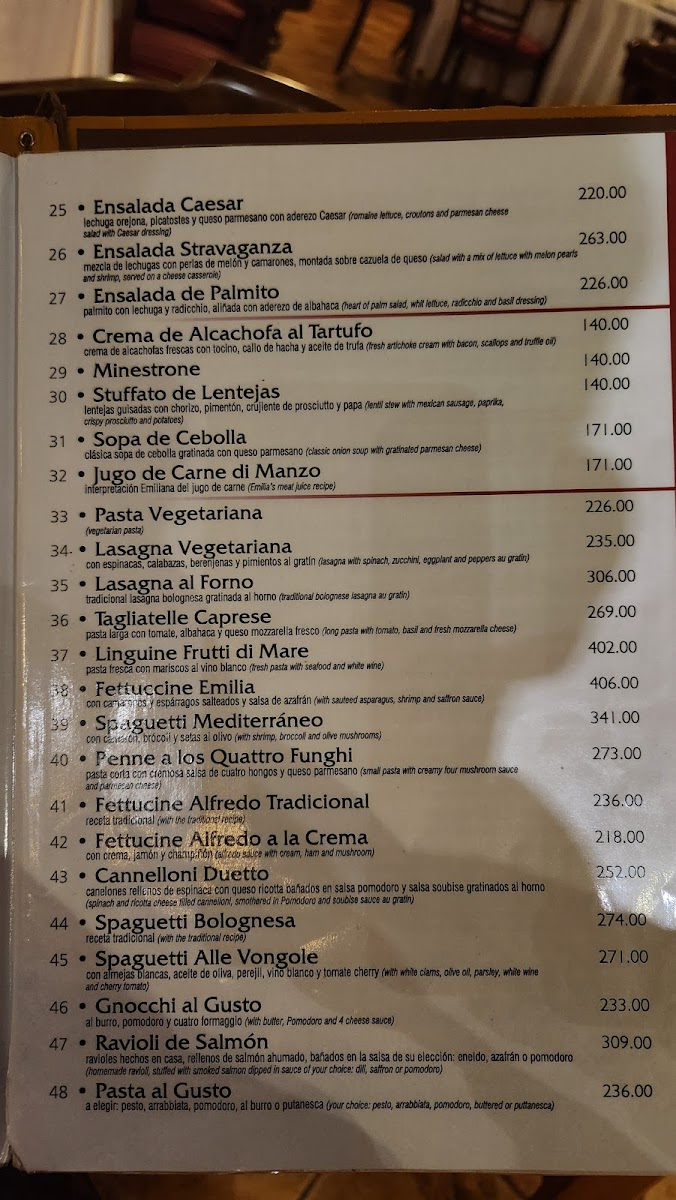 25 • Ensalada Caesar 220.00
lechuga orejona, picatostes y queso parmesano con aderezo Caesar (romaine lettuce, croutons and parmesan cheese
salad with Caesar dressing)
26 • Ensalada Stravaganza 263.00
mezcla de lechugas con perlas de melón y camarones, montada sobre cazuela de queso (salad with a mix of lettuce with melon pearls
and shrimp, served on a cheese casserole)
27 • Ensalada de Palmito 226.00
palmito con lechuga y radicchio, aliñada con aderezo de albahaca (heart of palm salad, whit lettuce, radicchio and basil dressing)
28 • Crema de Alcachofa al Tartufo 140.00
crema de alcachofas frescas con tocino, callo de hacha y aceite de trufa (fresh artichoke cream with bacon, scallops and truffle oil)
29 • Minestrone 140.00
30 • Stuffato de Lentejas 140.00
lentejas guisadas con chorizo, pimentón, crujiente de prosciutto y papa (lentil stew with mexican sausage, paprika,
crispy prosciutto and potatoes)
31 • Sopa de Cebolla 171.00
clásica sopa de cebolla gratinada con queso parmesano (classic onion soup with gratinated parmesan cheese)
32 • Jugo de Carne di Manzo 171.00
interpretación Emiliana del jugo de carne (Emilia's meat juice recipe)
33 • Pasta Vegetariana 226.00
(vegetarian pasta)
34 • Lasagna Vegetariana 235.00
con espinacas, calabazas, berenjenas y pimientos al gratín (lasagna with spinach, zucchini, eggplant and peppers au gratin)
35 • Lasagna al Forno 306.00
tradicional lasagna bolognesa gratinada al horno (traditional bolognese lasagna au gratin)
36 • Tagliatelle Caprese 269.00
pasta larga con tomate, albahaca y queso mozzarella fresco (long pasta with tomato, basil and fresh mozzarella cheese)
37 • Linguine Frutti di Mare 402.00
pasta fresca con mariscos al vino blanco (fresh pasta with seafood and white wine)
38 • Fettuccine Emilia 406.00
con camarones y espárragos salteados y salsa de azafrán (with sauteed asparagus, shrimp and saffron sauce)
39 • Spaguetti Mediterráneo 341.00
con camarón, brócoli y setas al olivo (with shrimp, broccoli and olive mushrooms)
40 • Penne a los Quattro Funghi 273.00
pasta corta con cremosa salsa de cuatro hongos y queso parmesano (small pasta with creamy four mushroom sauce
and parmesan cheese)
41 • Fettucine Alfredo Tradicional 236.00
receta tradicional (with the traditional recipe)
42 • Fettucine Alfredo a la Crema 218.00
con crema, jamón y champiñón (alfredo sauce with cream, ham and mushroom)
43 • Cannelloni Duetto 252.00
canelones rellenos de espinaca con queso ricotta bañados en salsa pomodoro y salsa soubise gratinados al horno
(spinach and ricotta cheese filled cannelloni, smothered in Pomodoro and soubise sauce au gratin)
44 • Spaguetti Bolognesa 274.00
receta tradicional (with the traditional recipe)
45 • Spaguetti Alle Vongole 271.00
con almejas blancas, aceite de oliva, perejil, vino blanco y tomate cherry (with white clams, olive oil, parsley, white wine
and cherry tomato)
46 • Gnocchi al Gusto 233.00
al burro, pomodoro y cuatro formaggio (with butter, Pomodoro and 4 cheese sauce)
47 • Ravioli de Salmón 309.00
ravioles hechos en casa, rellenos de salmón ahumado, bañados en la salsa de su elección: eneldo, azafrán o pomodoro
(homemade ravioli, stuffed with smoked salmon dipped in sauce of your choice: dill, saffron or pomodoro)
48 • Pasta al Gusto 236.00
a elegir: pesto, arrabbiata, pomodoro, al burro o putanesca (your choice: pesto, arrabbiata, pomodoro, buttered or puttanesca)